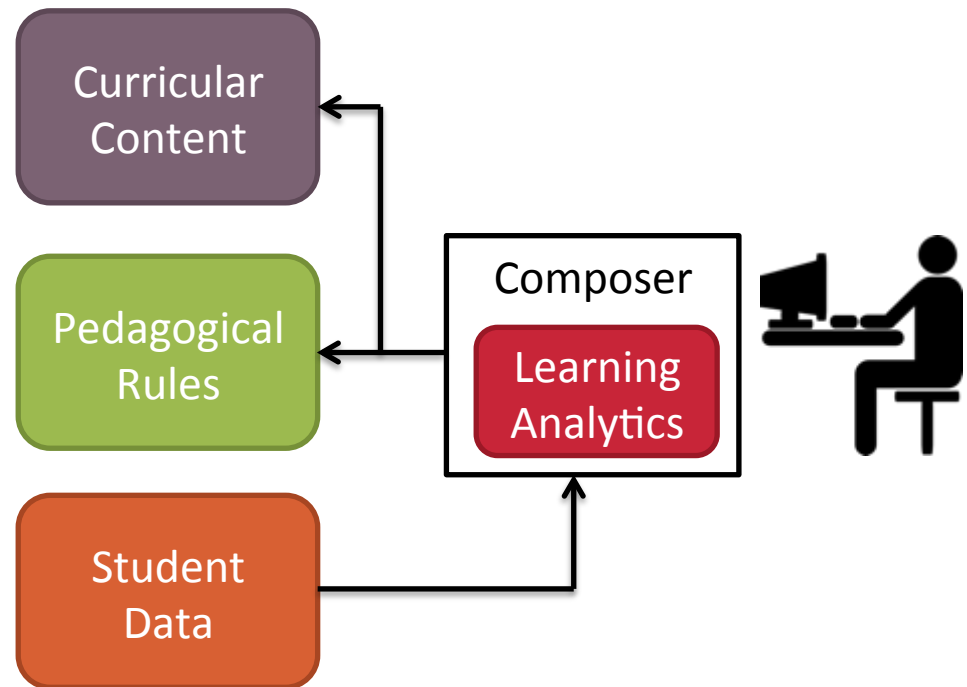 Curricular
Content
Composer
Pedagogical
Rules
Learning
Analytics
Student
Data